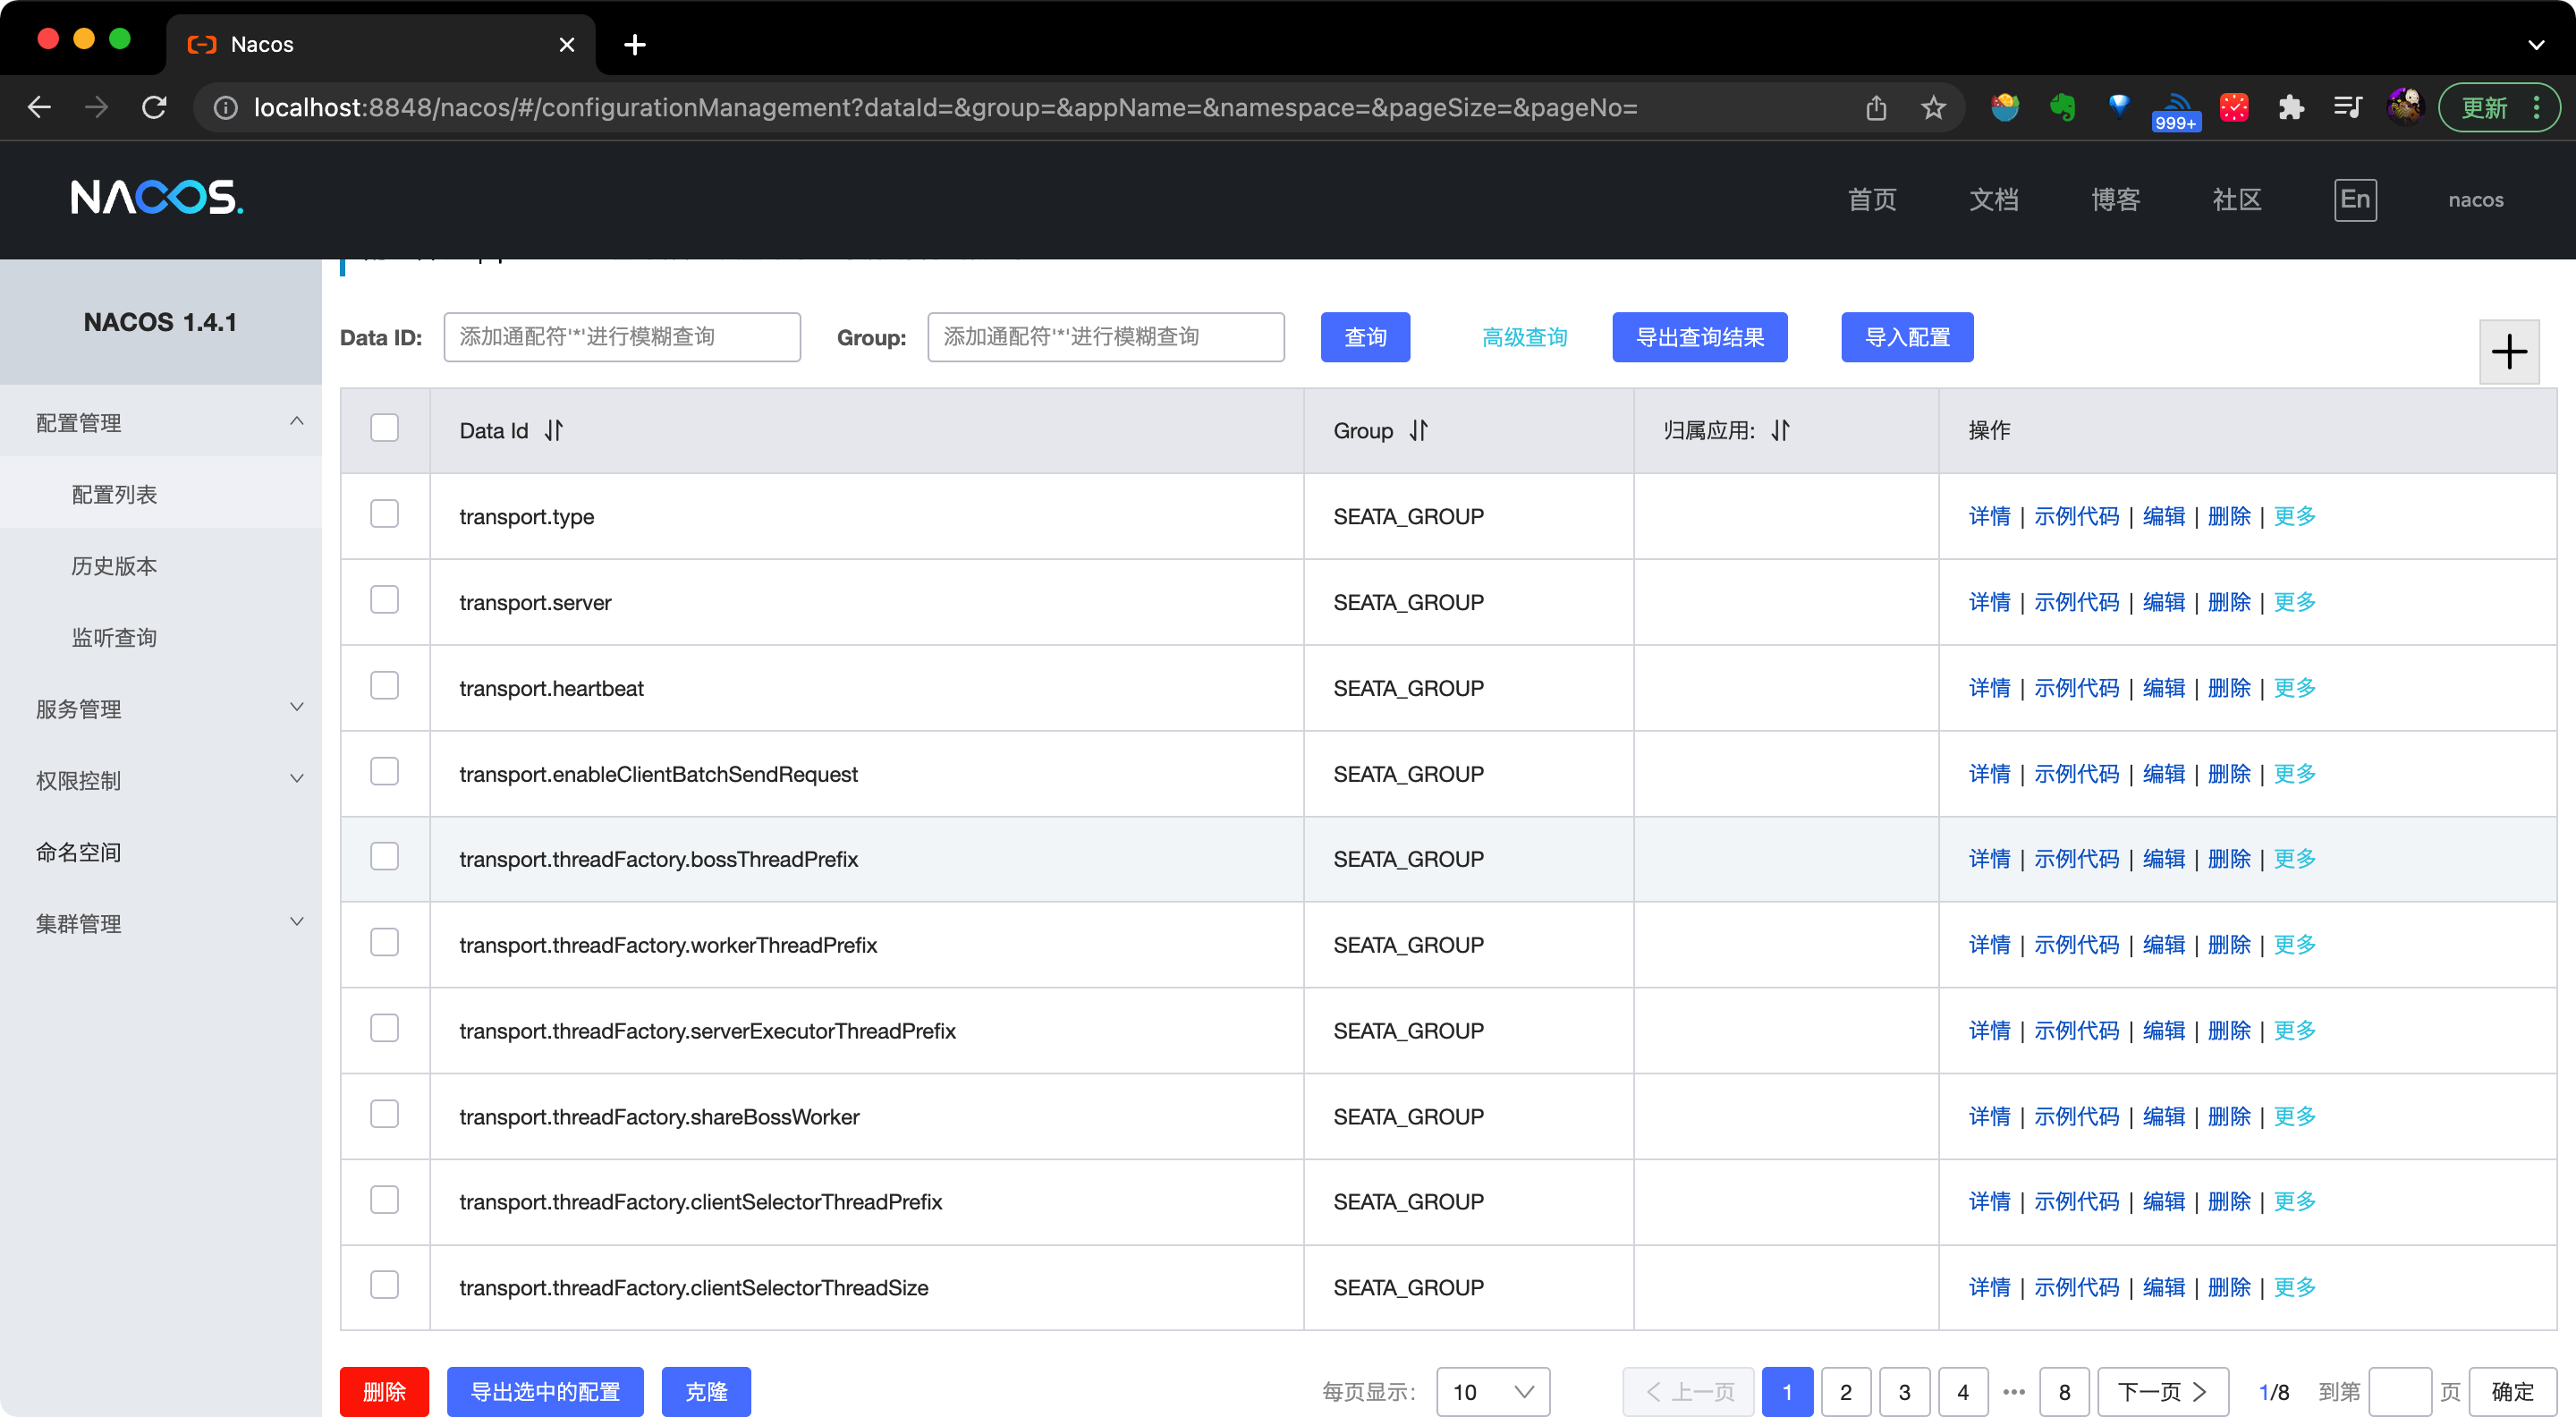 Nacos
localhost:8848/nacos/#/configurationManagement?dataId=&group=&appName=&namespace=&pageSize=&pageNo=
999+
更新
NACOS.
首页 文档 博客 社区 En nacos
NACOS 1.4.1
配置管理
配置列表
历史版本
监听查询
服务管理
权限控制
命名空间
集群管理
Data ID: 添加通配符'*'进行模糊查询 Group: 添加通配符'*'进行模糊查询 查询 高级查询 导出查询结果 导入配置
Data Id Group 归属应用: 操作
transport.type SEATA_GROUP 详情 | 示例代码 | 编辑 | 删除 | 更多
transport.server SEATA_GROUP 详情 | 示例代码 | 编辑 | 删除 | 更多
transport.heartbeat SEATA_GROUP 详情 | 示例代码 | 编辑 | 删除 | 更多
transport.enableClientBatchSendRequest SEATA_GROUP 详情 | 示例代码 | 编辑 | 删除 | 更多
transport.threadFactory.bossThreadPrefix SEATA_GROUP 详情 | 示例代码 | 编辑 | 删除 | 更多
transport.threadFactory.workerThreadPrefix SEATA_GROUP 详情 | 示例代码 | 编辑 | 删除 | 更多
transport.threadFactory.serverExecutorThreadPrefix SEATA_GROUP 详情 | 示例代码 | 编辑 | 删除 | 更多
transport.threadFactory.shareBossWorker SEATA_GROUP 详情 | 示例代码 | 编辑 | 删除 | 更多
transport.threadFactory.clientSelectorThreadPrefix SEATA_GROUP 详情 | 示例代码 | 编辑 | 删除 | 更多
transport.threadFactory.clientSelectorThreadSize SEATA_GROUP 详情 | 示例代码 | 编辑 | 删除 | 更多
删除 导出选中的配置 克隆 每页显示: 10 上一页 1 2 3 4 ••• 8 下一页 1/8 到第 页 确定